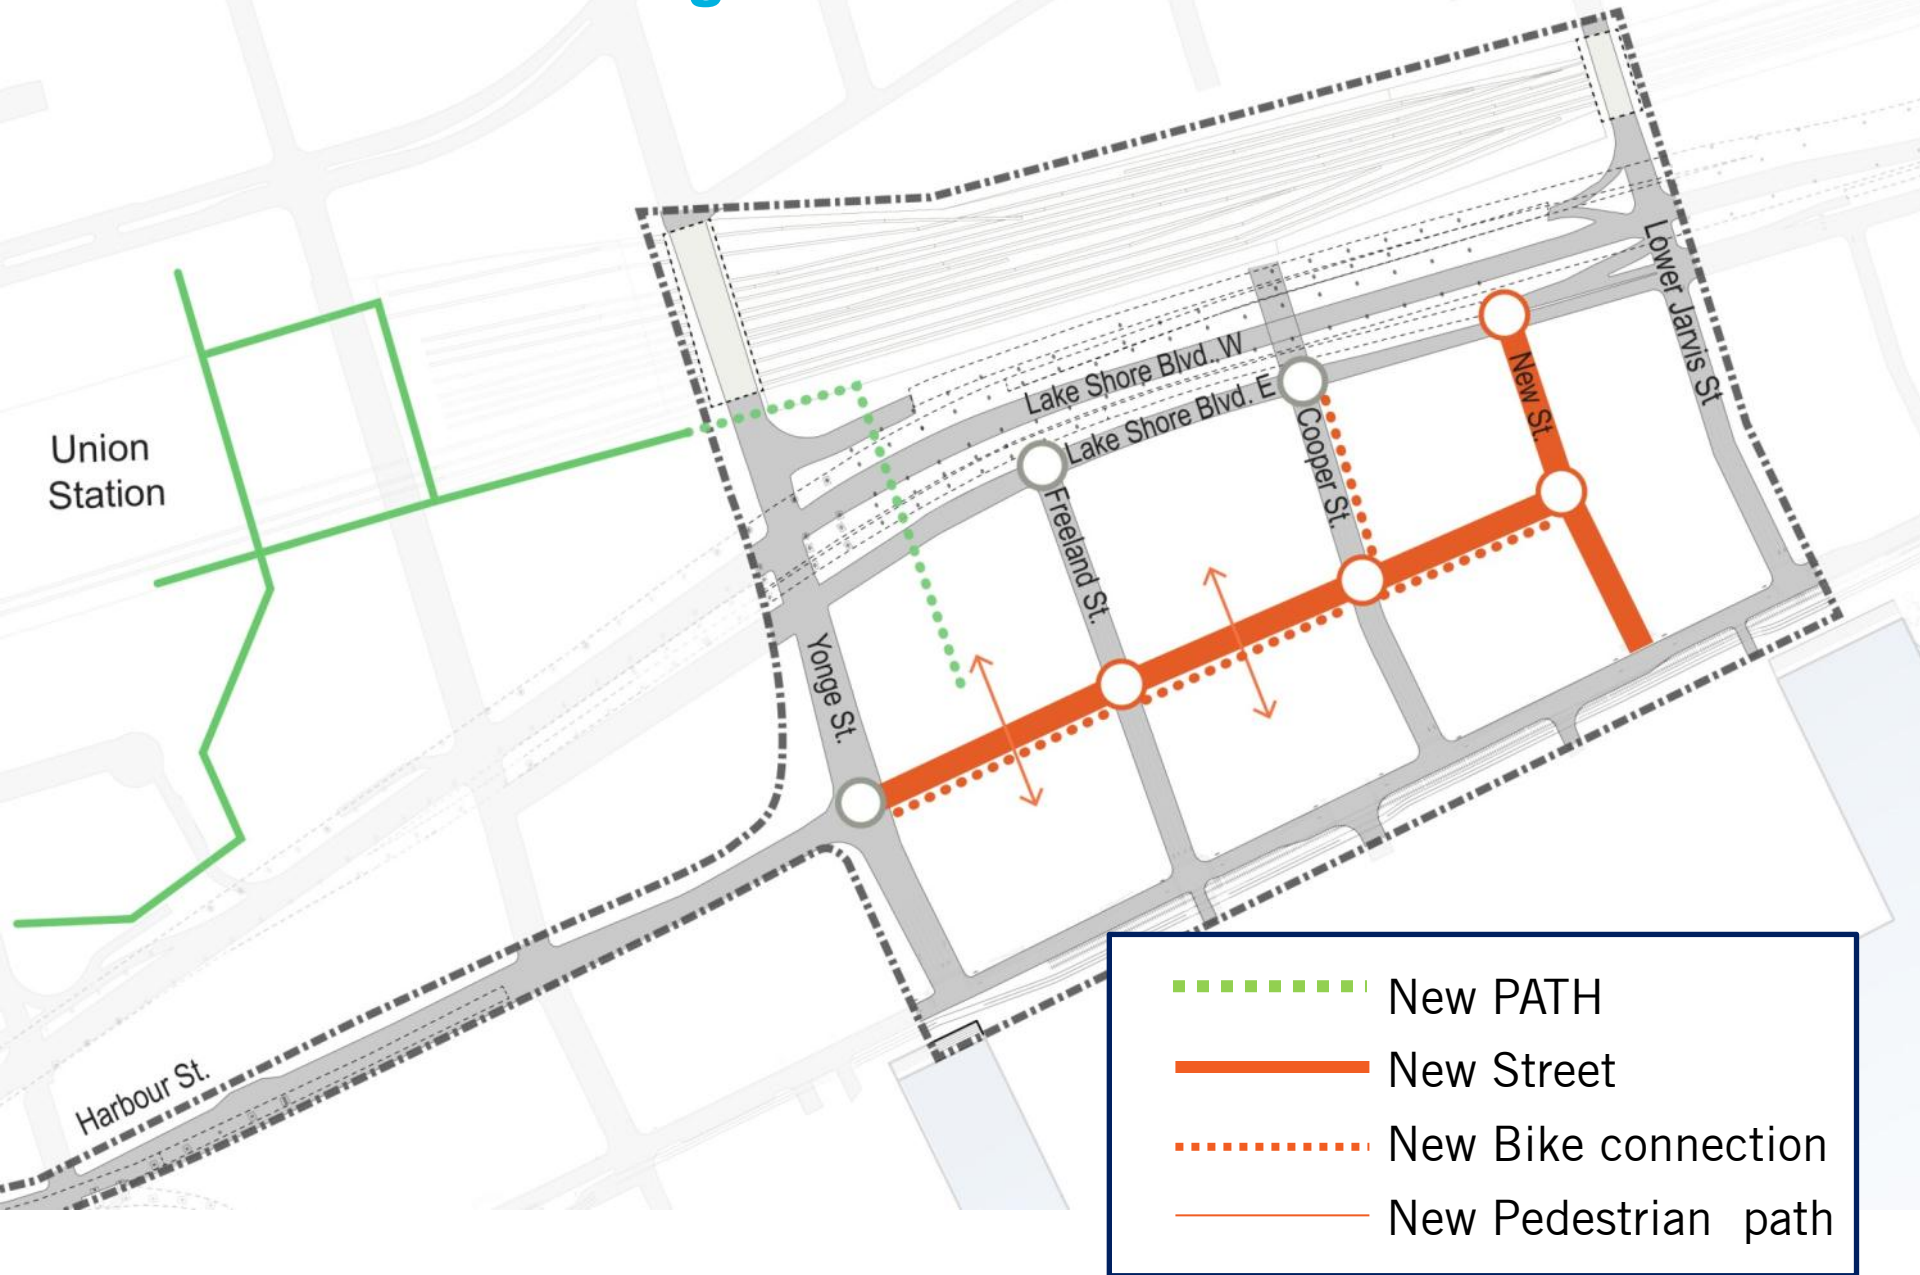 Union
Station
Lake Shore Blvd. W
Lake Shore Blvd. E
Lower Jarvis St
New St.
Cooper St.
Freeland St.
Yonge St.
Harbour St.
New PATH
New Street
New Bike connection
New Pedestrian path